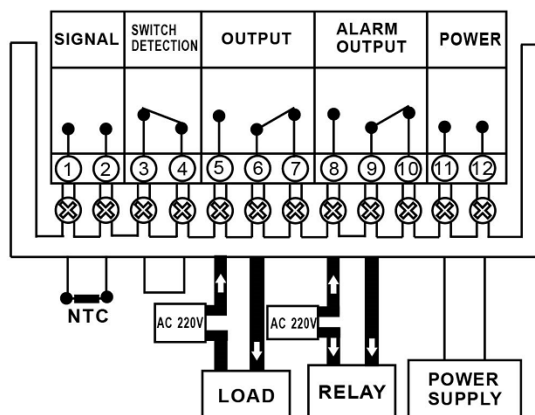 SIGNAL
SWITCH
DETECTION
OUTPUT
ALARM
OUTPUT
POWER
1 2 3 4 5 6 7 8 9 10 11 12
NTC
AC 220V
AC 220V
LOAD
RELAY
POWER
SUPPLY